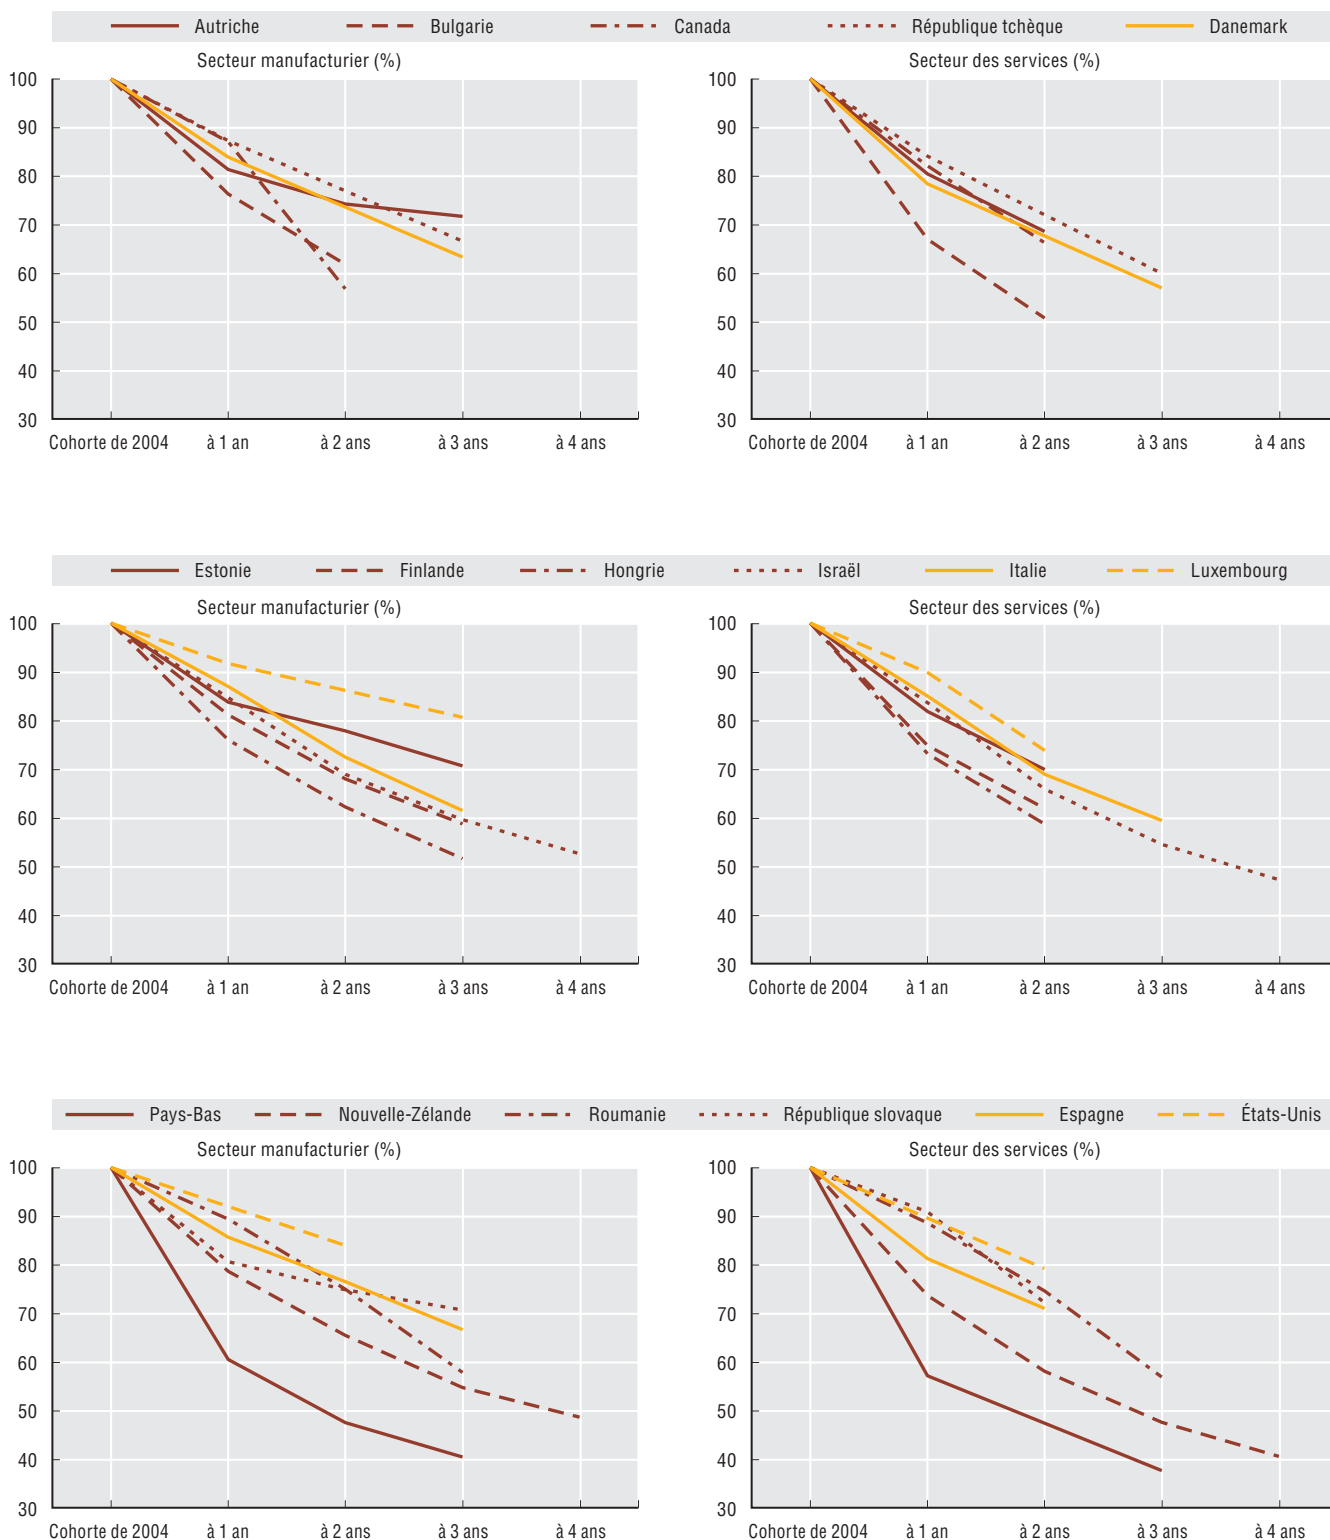 Autriche Bulgarie Canada République tchèque Danemark
Secteur manufacturier (%) Secteur des services (%)
100 100
90 90
80 80
70 70
60 60
50 50
40 40
30 30
Cohorte de 2004 à 1 an à 2 ans à 3 ans à 4 ans Cohorte de 2004 à 1 an à 2 ans à 3 ans à 4 ans
Estonie Finlande Hongrie Israël Italie Luxembourg
Secteur manufacturier (%) Secteur des services (%)
100 100
90 90
80 80
70 70
60 60
50 50
40 40
30 30
Cohorte de 2004 à 1 an à 2 ans à 3 ans à 4 ans Cohorte de 2004 à 1 an à 2 ans à 3 ans à 4 ans
Pays-Bas Nouvelle-Zélande Roumanie République slovaque Espagne États-Unis
Secteur manufacturier (%) Secteur des services (%)
100 100
90 90
80 80
70 70
60 60
50 50
40 40
30 30
Cohorte de 2004 à 1 an à 2 ans à 3 ans à 4 ans Cohorte de 2004 à 1 an à 2 ans à 3 ans à 4 ans